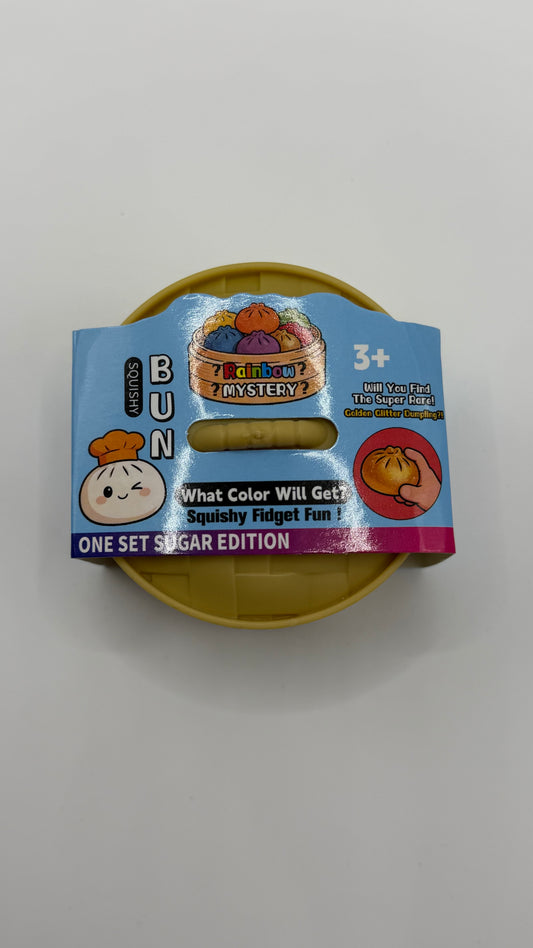 SQUISHY
BUN
?Rainbow?
?MYSTERY?
3+
Will You Find
The Super Rare!
Golden Glitter Dumpling?!
What Color Will Get?
Squishy Fidget Fun !
ONE SET SUGAR EDITION